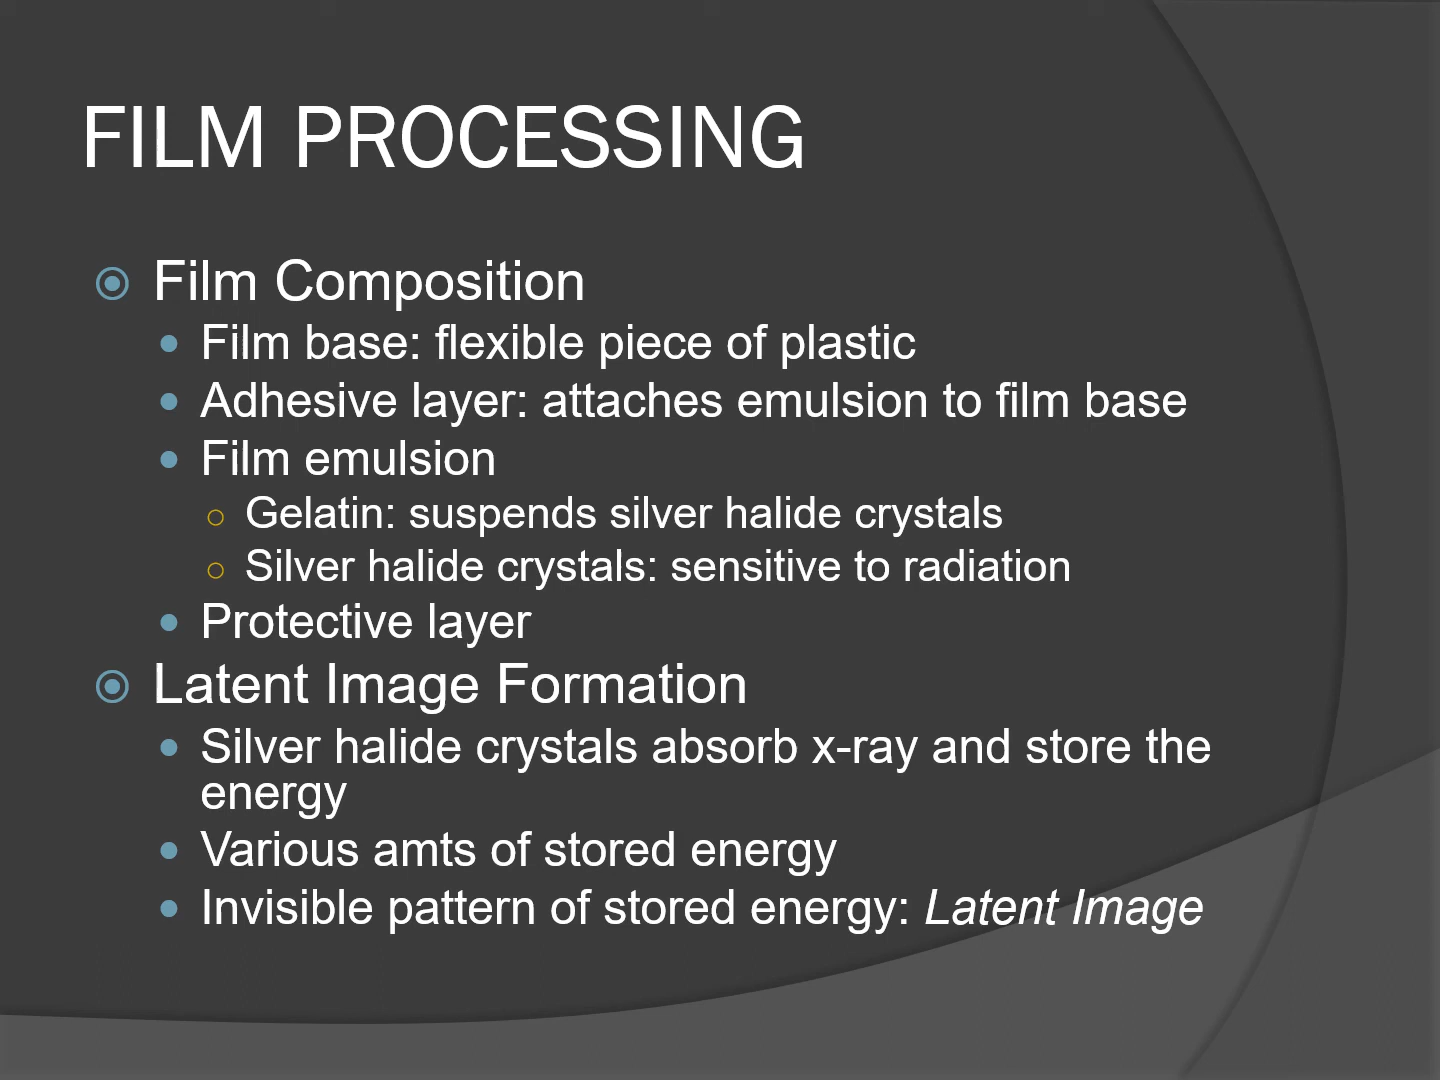 FILM PROCESSING
Film Composition
Film base: flexible piece of plastic
Adhesive layer: attaches emulsion to film base
Film emulsion
Gelatin: suspends silver halide crystals
Silver halide crystals: sensitive to radiation
Protective layer
Latent Image Formation
Silver halide crystals absorb x-ray and store the
energy
Various amts of stored energy
Invisible pattern of stored energy: Latent Image